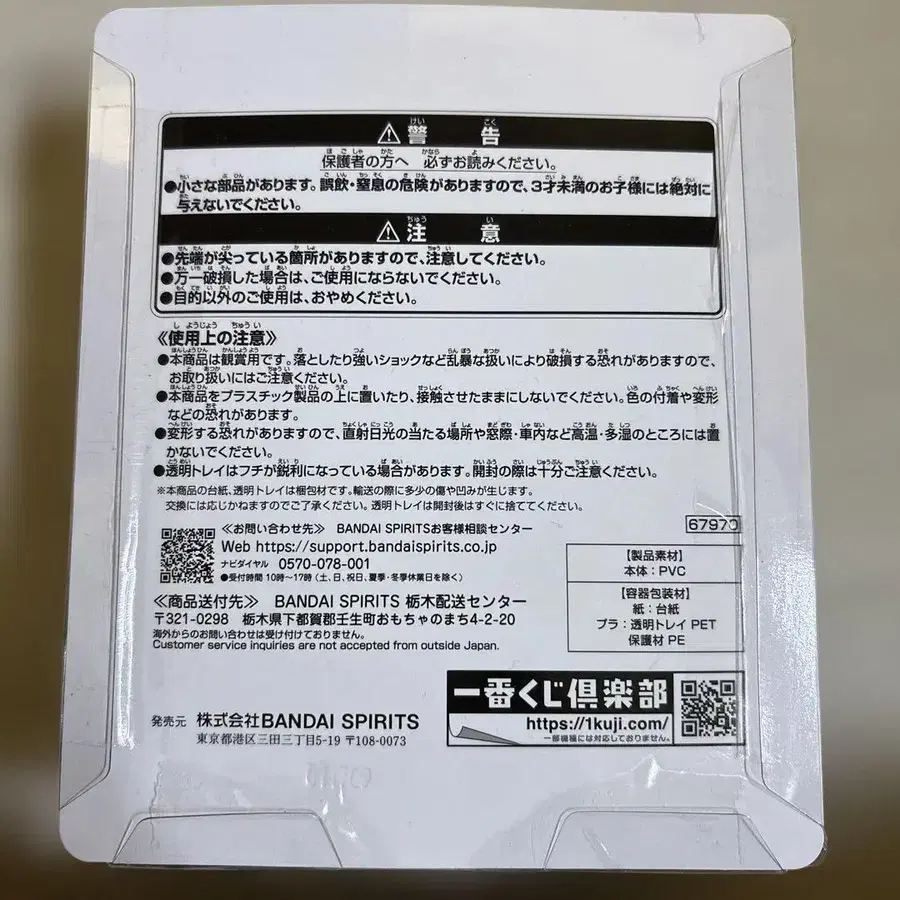 ⚠警告
保護者の方へ 必ずお読みください。
●小さな部品があります。誤飲・窒息の危険がありますので、3才未満のお子様には絶対に
与えないでください。
⚠注意
●先端が尖っている箇所がありますので、注意してください。
●万一破損した場合は、ご使用にならないでください。
●目的以外のご使用は、おやめください。
《使用上の注意》
●本商品は観賞用です。落としたり強いショックなど乱暴な扱いにより破損する恐れがありますので、
お取り扱いにはご注意ください。
●本商品をプラスチック製品の上に置いたり、接触させたままにしないでください。色の付着や変形
などの恐れがあります。
●変形する恐れがありますので、直射日光の当たる場所や窓際・車内など高温・多湿のところには置
かないでください。
●透明トレイはフチが鋭利になっている場合があります。開封の際は十分ご注意ください。
※本商品の台紙、透明トレイは梱包材です。輸送の際に多少の傷や凹みが生じます。
交換には応じかねますのでご了承ください。透明トレイは開封後はすぐに捨ててください。
67970
≪お問い合わせ先≫ BANDAI SPIRITSお客様相談センター
Web https://support.bandaispirits.co.jp
ナビダイヤル 0570-078-001
●受付時間 10時〜17時(土、日、祝日、夏季・冬季休業日を除く)
≪商品送付先≫ BANDAI SPIRITS 栃木配送センター
〒321-0298 栃木県下都賀郡壬生町おもちゃのまち4-2-20
海外からのお問い合わせは受け付けておりません。
Customer service inquiries are not accepted from outside Japan.
【製品素材】
本体：PVC
【容器包装材】
紙：台紙
プラ：透明トレイ PET
保護材 PE
一番くじ倶楽部
https://1kuji.com/
一部機種には対応しておりません。
発売元 株式会社BANDAI SPIRITS
東京都港区三田三丁目5-19 〒108-0073